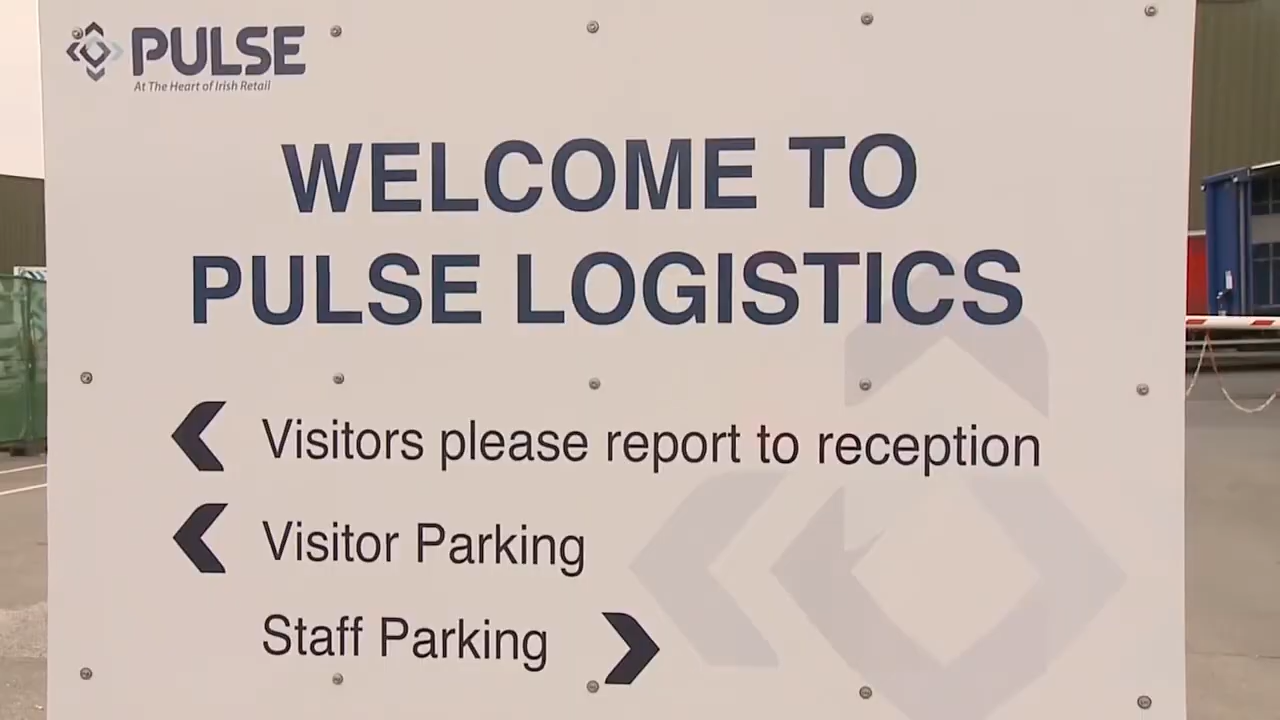 PULSE
At The Heart of Irish Retail
WELCOME TO
PULSE LOGISTICS
Visitors please report to reception
Visitor Parking
Staff Parking